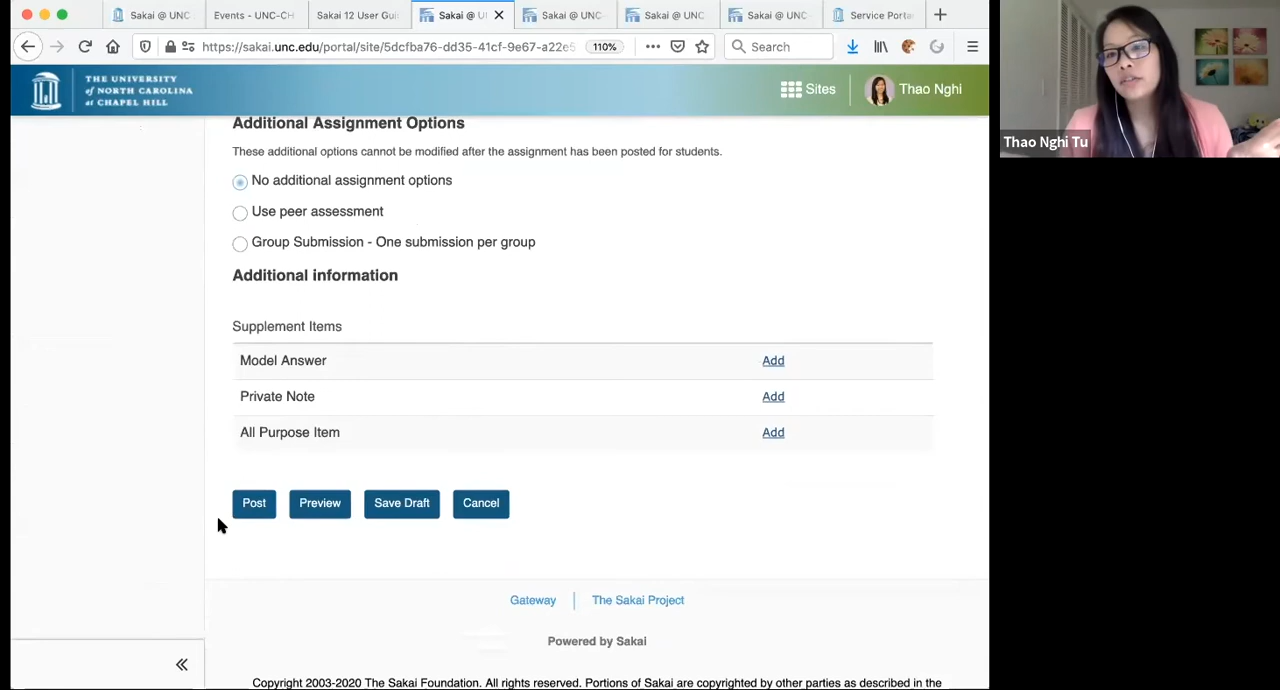 Sakai @ UNC
Events - UNC-CH
Sakai 12 User Gui
Sakai @ U
Sakai @ UNC
Sakai @ UNC
Sakai @ UNC
Service Porta
https://sakai.unc.edu/portal/site/5dcfba76-dd35-41cf-9e67-a22e5
110%
Search
THE UNIVERSITY
of NORTH CAROLINA
at CHAPEL HILL
Sites
Thao Nghi
Thao Nghi Tu
Additional Assignment Options
These additional options cannot be modified after the assignment has been posted for students.
No additional assignment options
Use peer assessment
Group Submission - One submission per group
Additional information
Supplement Items
Model Answer Add
Private Note Add
All Purpose Item Add
Post Preview Save Draft Cancel
Gateway | The Sakai Project
Powered by Sakai
Copyright 2003-2020 The Sakai Foundation. All rights reserved. Portions of Sakai are copyrighted by other parties as described in the